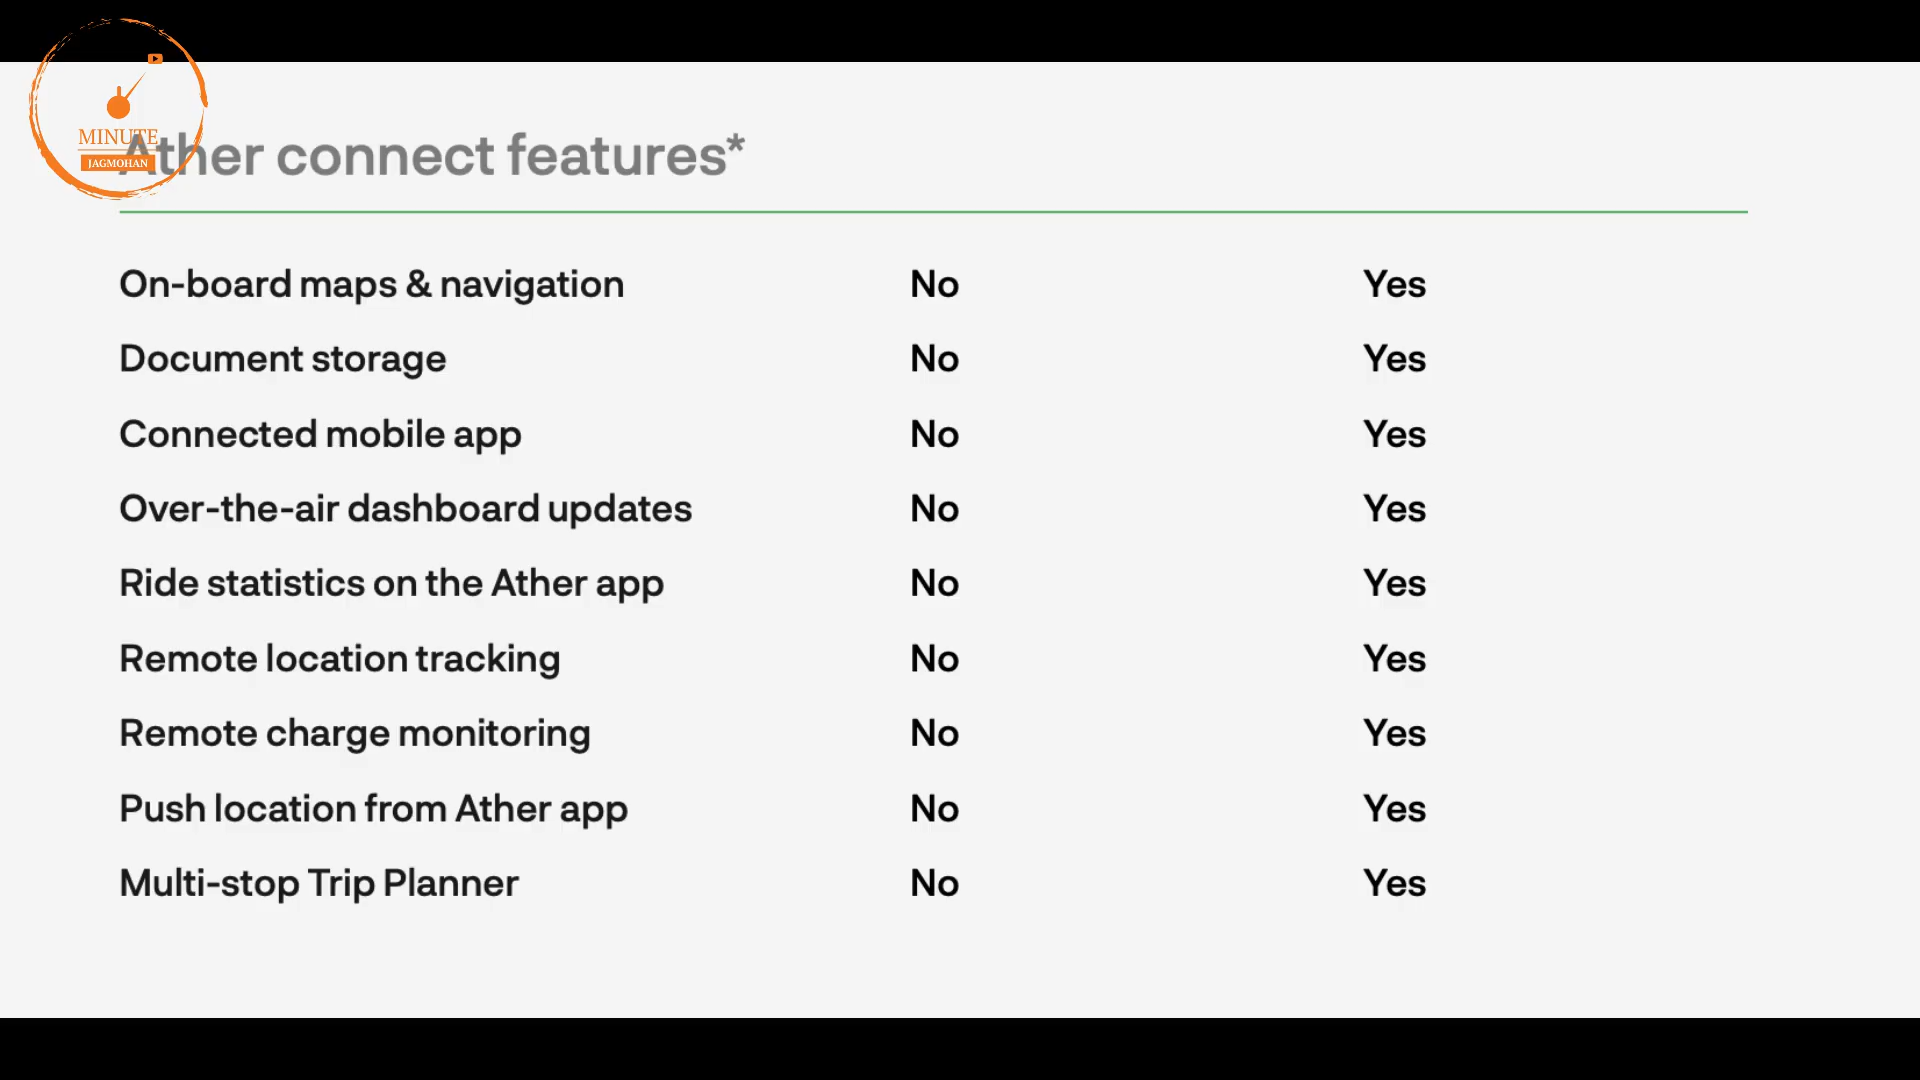 MINUTE
JAGMOHAN
Ather connect features*
On-board maps & navigation No Yes
Document storage No Yes
Connected mobile app No Yes
Over-the-air dashboard updates No Yes
Ride statistics on the Ather app No Yes
Remote location tracking No Yes
Remote charge monitoring No Yes
Push location from Ather app No Yes
Multi-stop Trip Planner No Yes